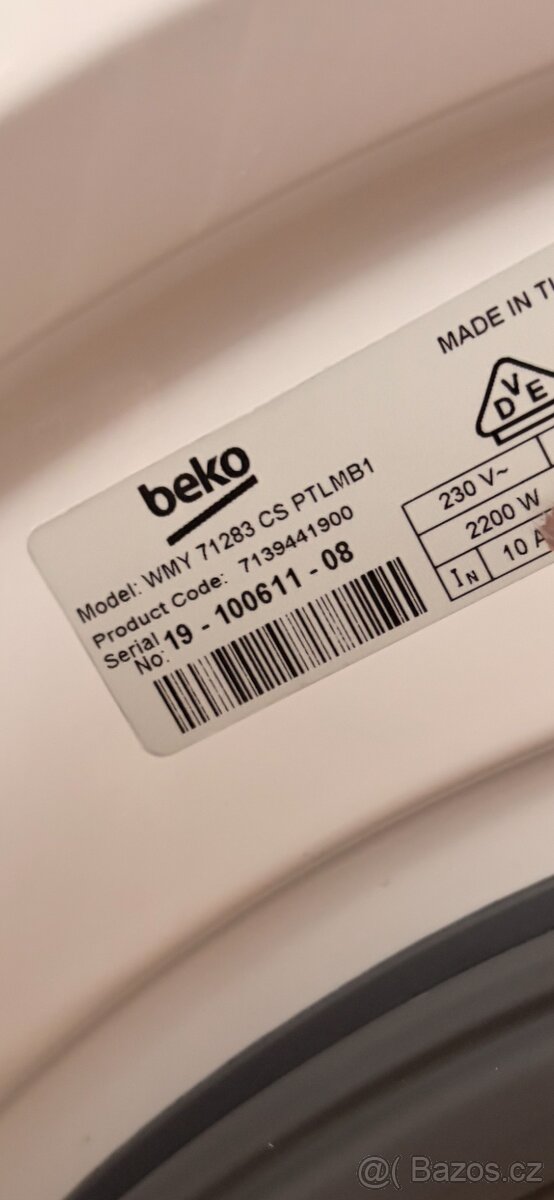 MADE IN
beko
VDE
Model: WMY 71283 CS PTLMB1
Product Code: 7139441900
Serial No: 19 - 100611 - 08
230 V~
2200 W
IN 10 A
@( Bazos.cz